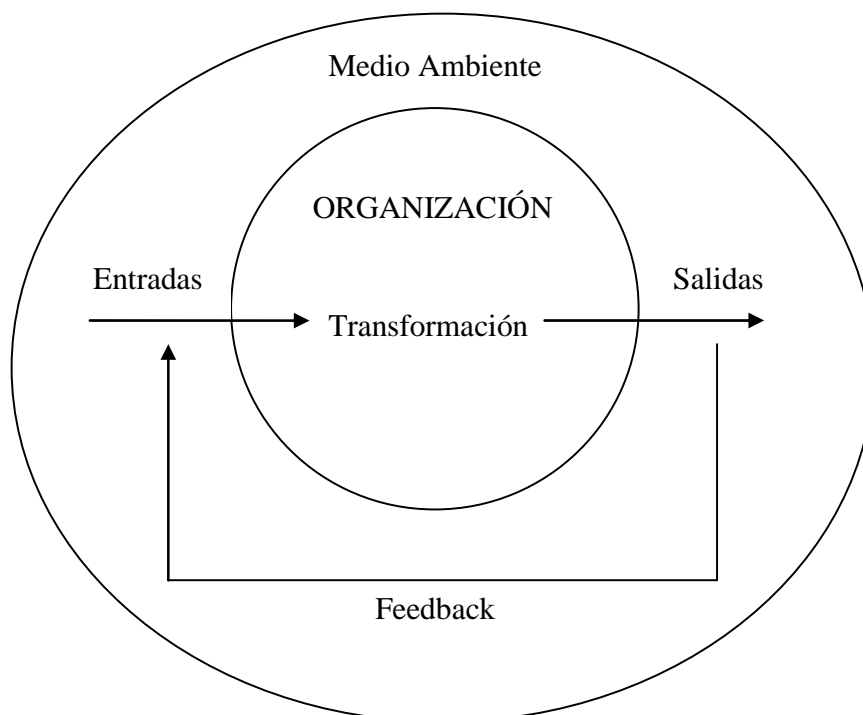 Medio Ambiente
ORGANIZACIÓN
Entradas
Salidas
Transformación
Feedback